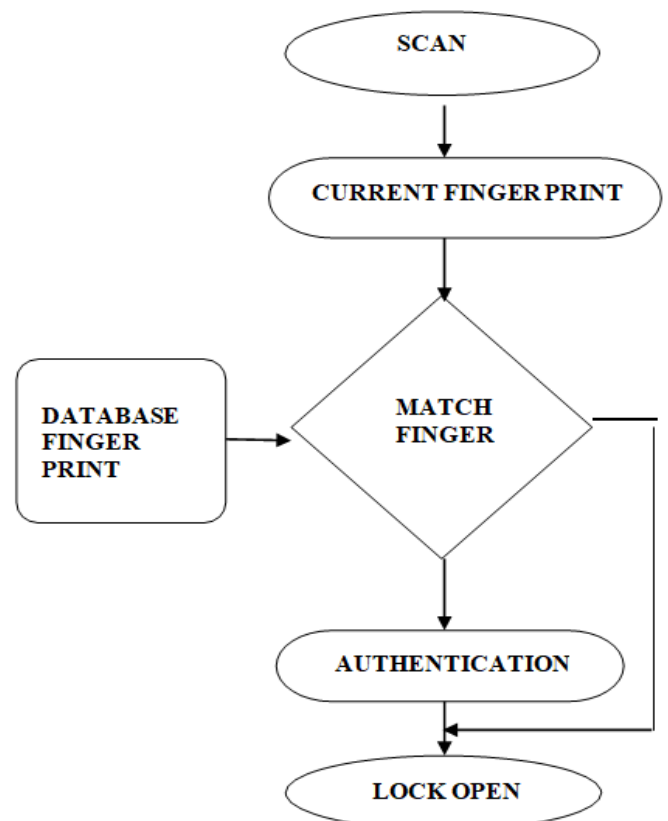 SCAN
CURRENT FINGER PRINT
DATABASE
FINGER
PRINT
MATCH
FINGER
AUTHENTICATION
LOCK OPEN